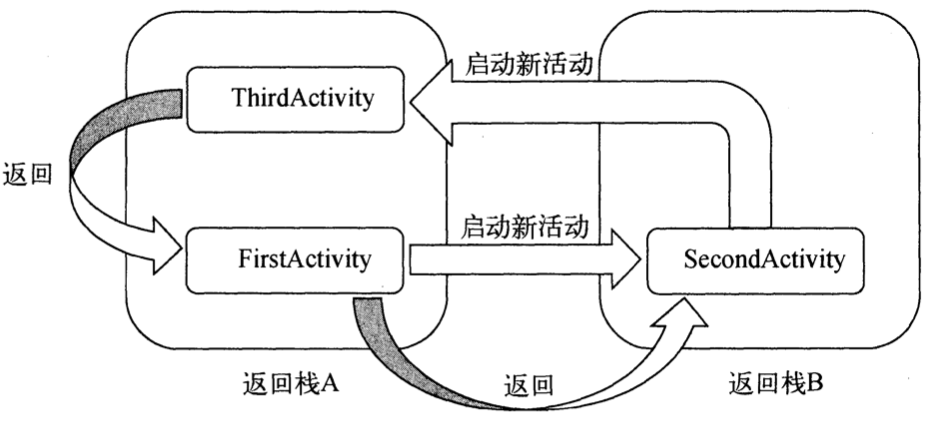 启动新活动
ThirdActivity
返回
启动新活动
FirstActivity
SecondActivity
返回栈A
返回
返回栈B